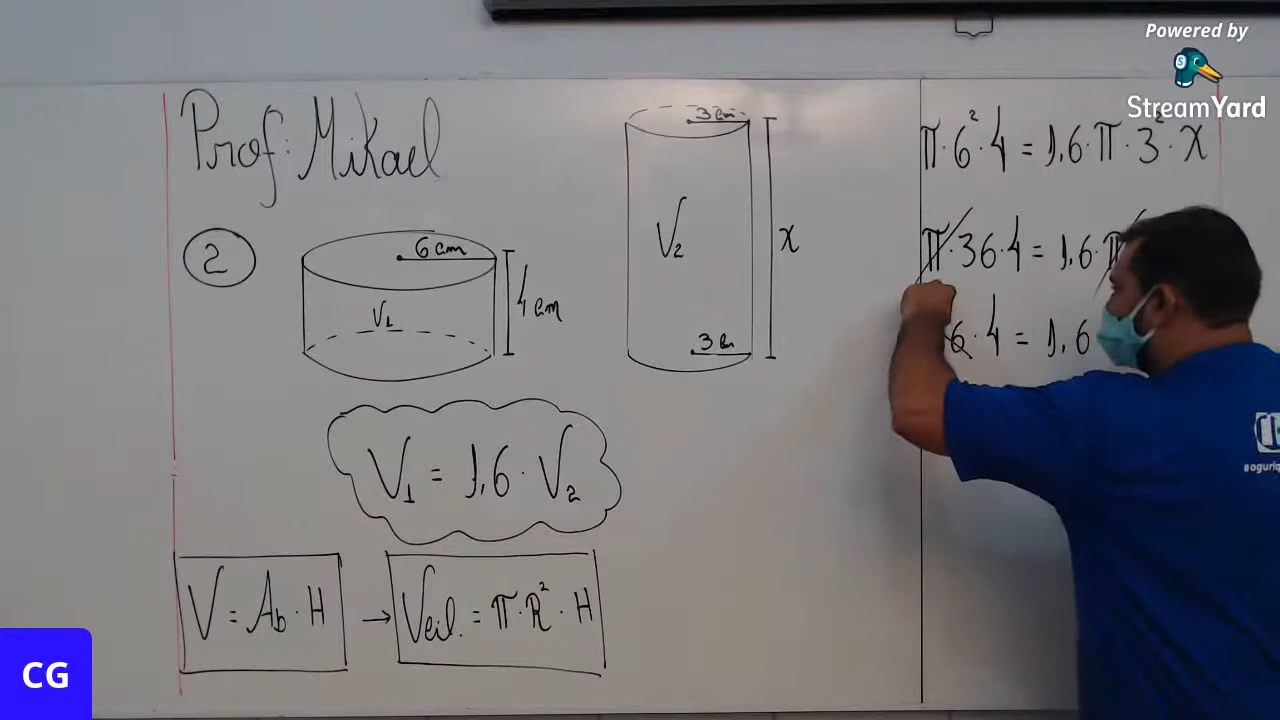 Powered by
StreamYard
Prof: Mikael
2
6 cm
V1
4 cm
3 cm
V2
x
3 cm
π·6²·4 = 1,6·π·3²·x
π·36·4 = 1,6·π
6·4 = 1,6
V1 = 1,6·V2
V = Ab·H → Vcil. = π·R²·H
CG